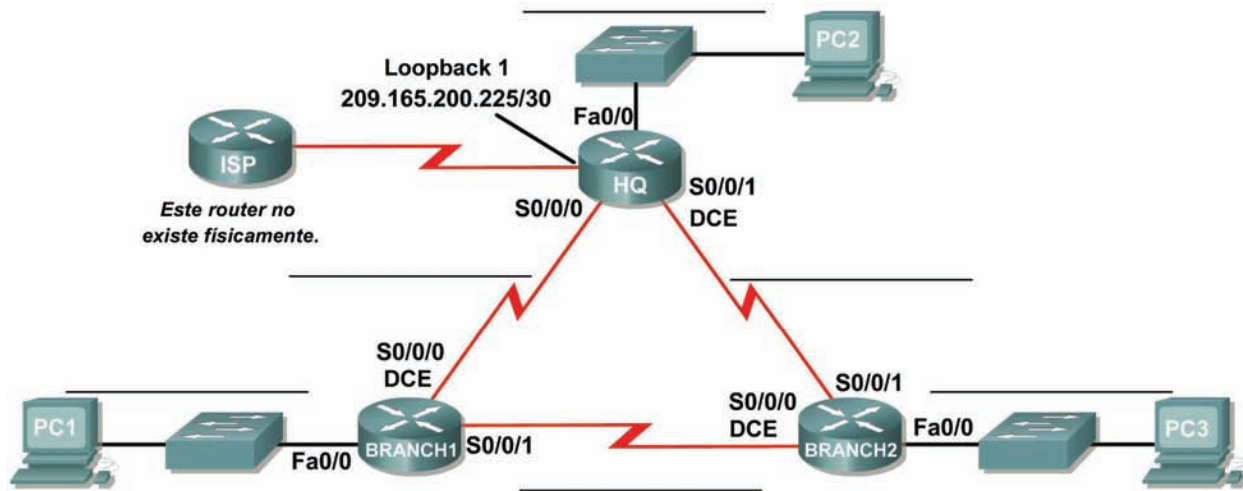 PC2
Loopback 1
209.165.200.225/30
Fa0/0
ISP
HQ
S0/0/1
DCE
S0/0/0
Este router no
existe físicamente.
S0/0/0
DCE
S0/0/1
S0/0/0
DCE
PC1
Fa0/0
BRANCH1
S0/0/1
BRANCH2
Fa0/0
PC3